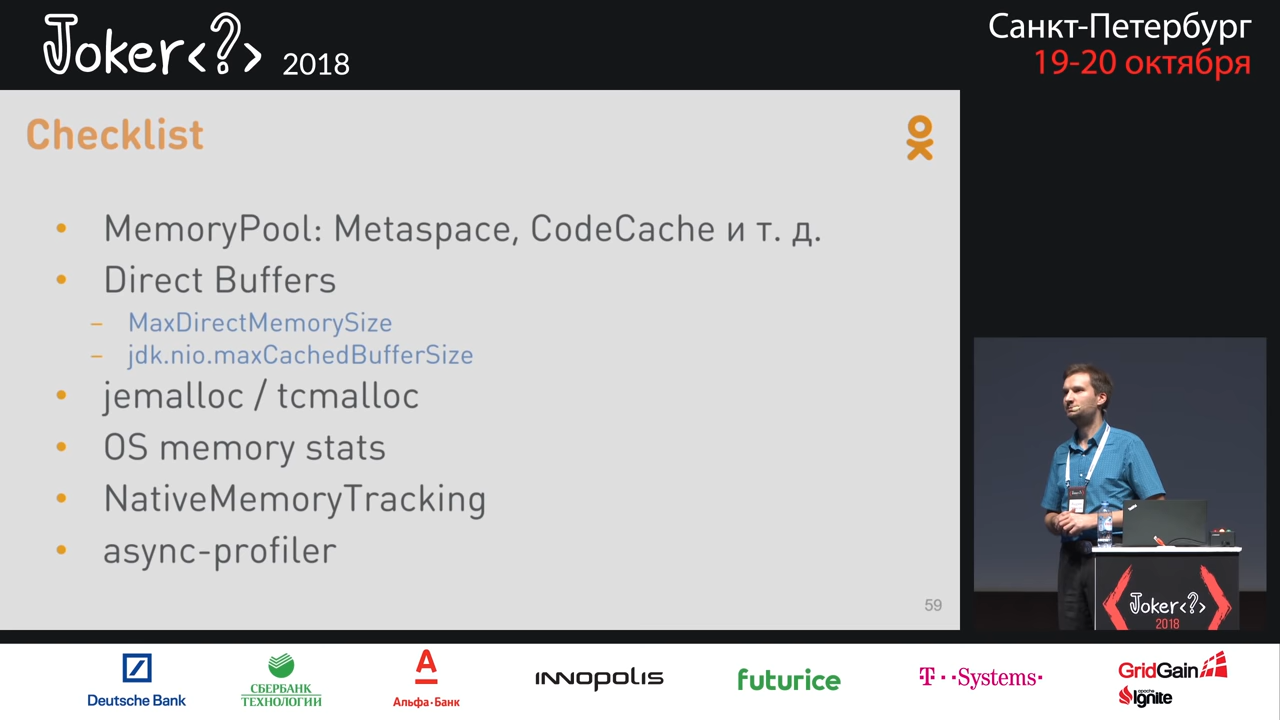 Joker<?> 2018
Санкт-Петербург
19-20 октября
Checklist
• MemoryPool: Metaspace, CodeCache и т. д.
• Direct Buffers
– MaxDirectMemorySize
– jdk.nio.maxCachedBufferSize
• jemalloc / tcmalloc
• OS memory stats
• NativeMemoryTracking
• async-profiler
59
Joker<?>
2018
Deutsche Bank
СБЕРБАНК
ТЕХНОЛОГИИ
А
Альфа·Банк
INNOPOLIS
futurice
T··Systems·
GridGain
apache
Ignite